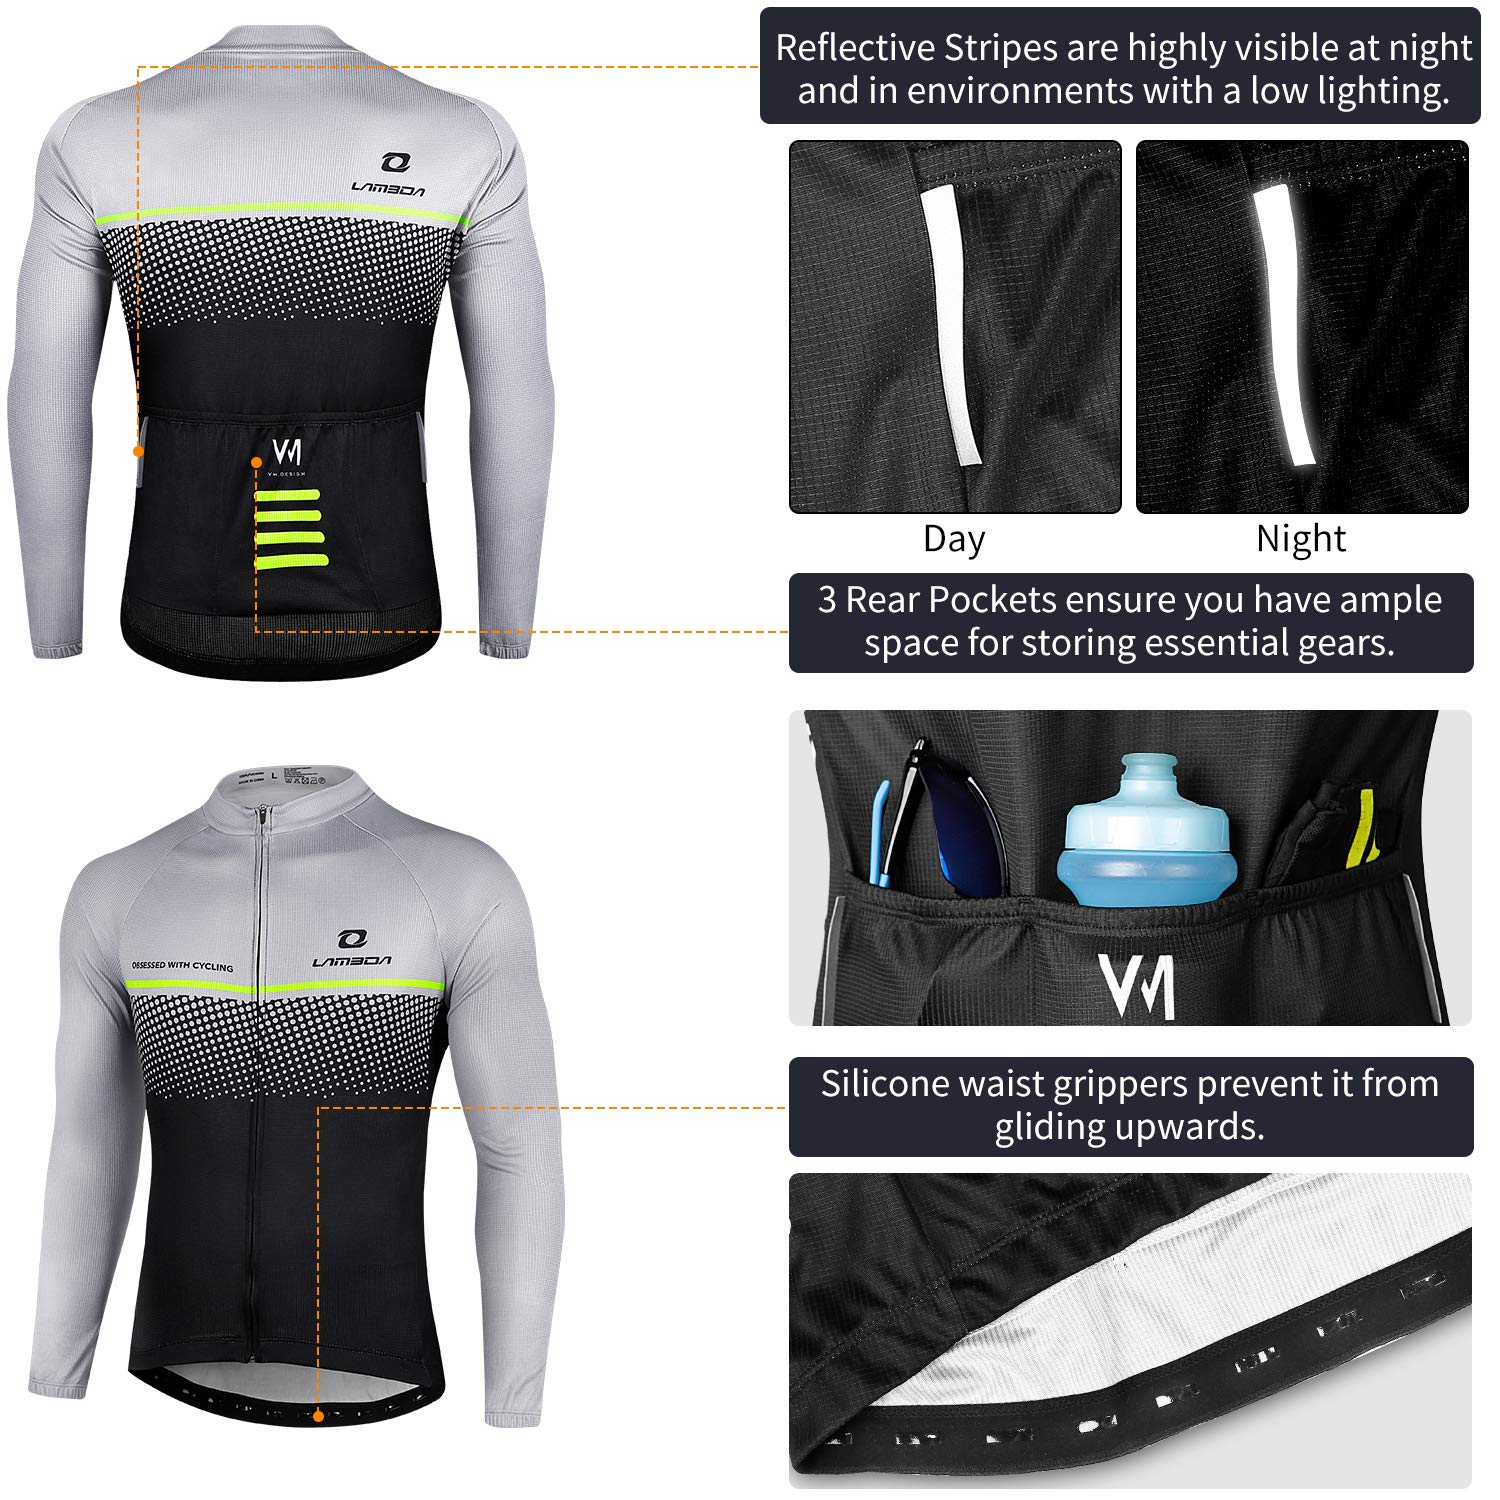 Reflective Stripes are highly visible at night
and in environments with a low lighting.
LAMBDA
VM
VM.DESIGN
Day
Night
3 Rear Pockets ensure you have ample
space for storing essential gears.
VM
L
OBSESSED WITH CYCLING
LAMBDA
Silicone waist grippers prevent it from
gliding upwards.